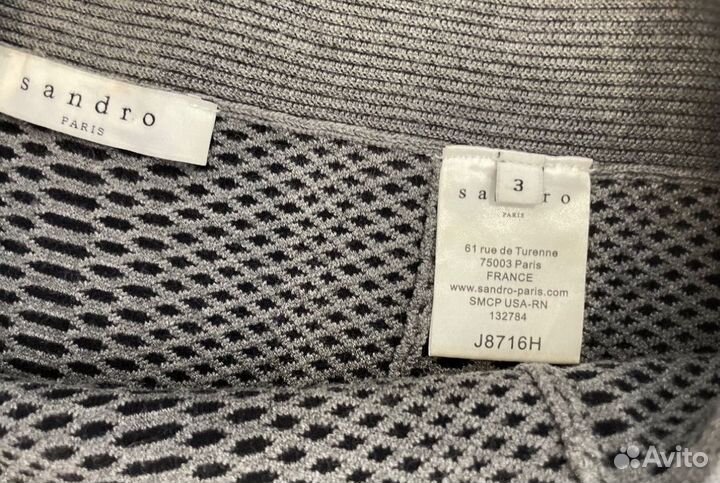 sandro
PARIS
3
sa ro
PARIS
61 rue de Turenne
75003 Paris
FRANCE
www.sandro-paris.com
SMCP USA-RN
132784
J8716H
Avito